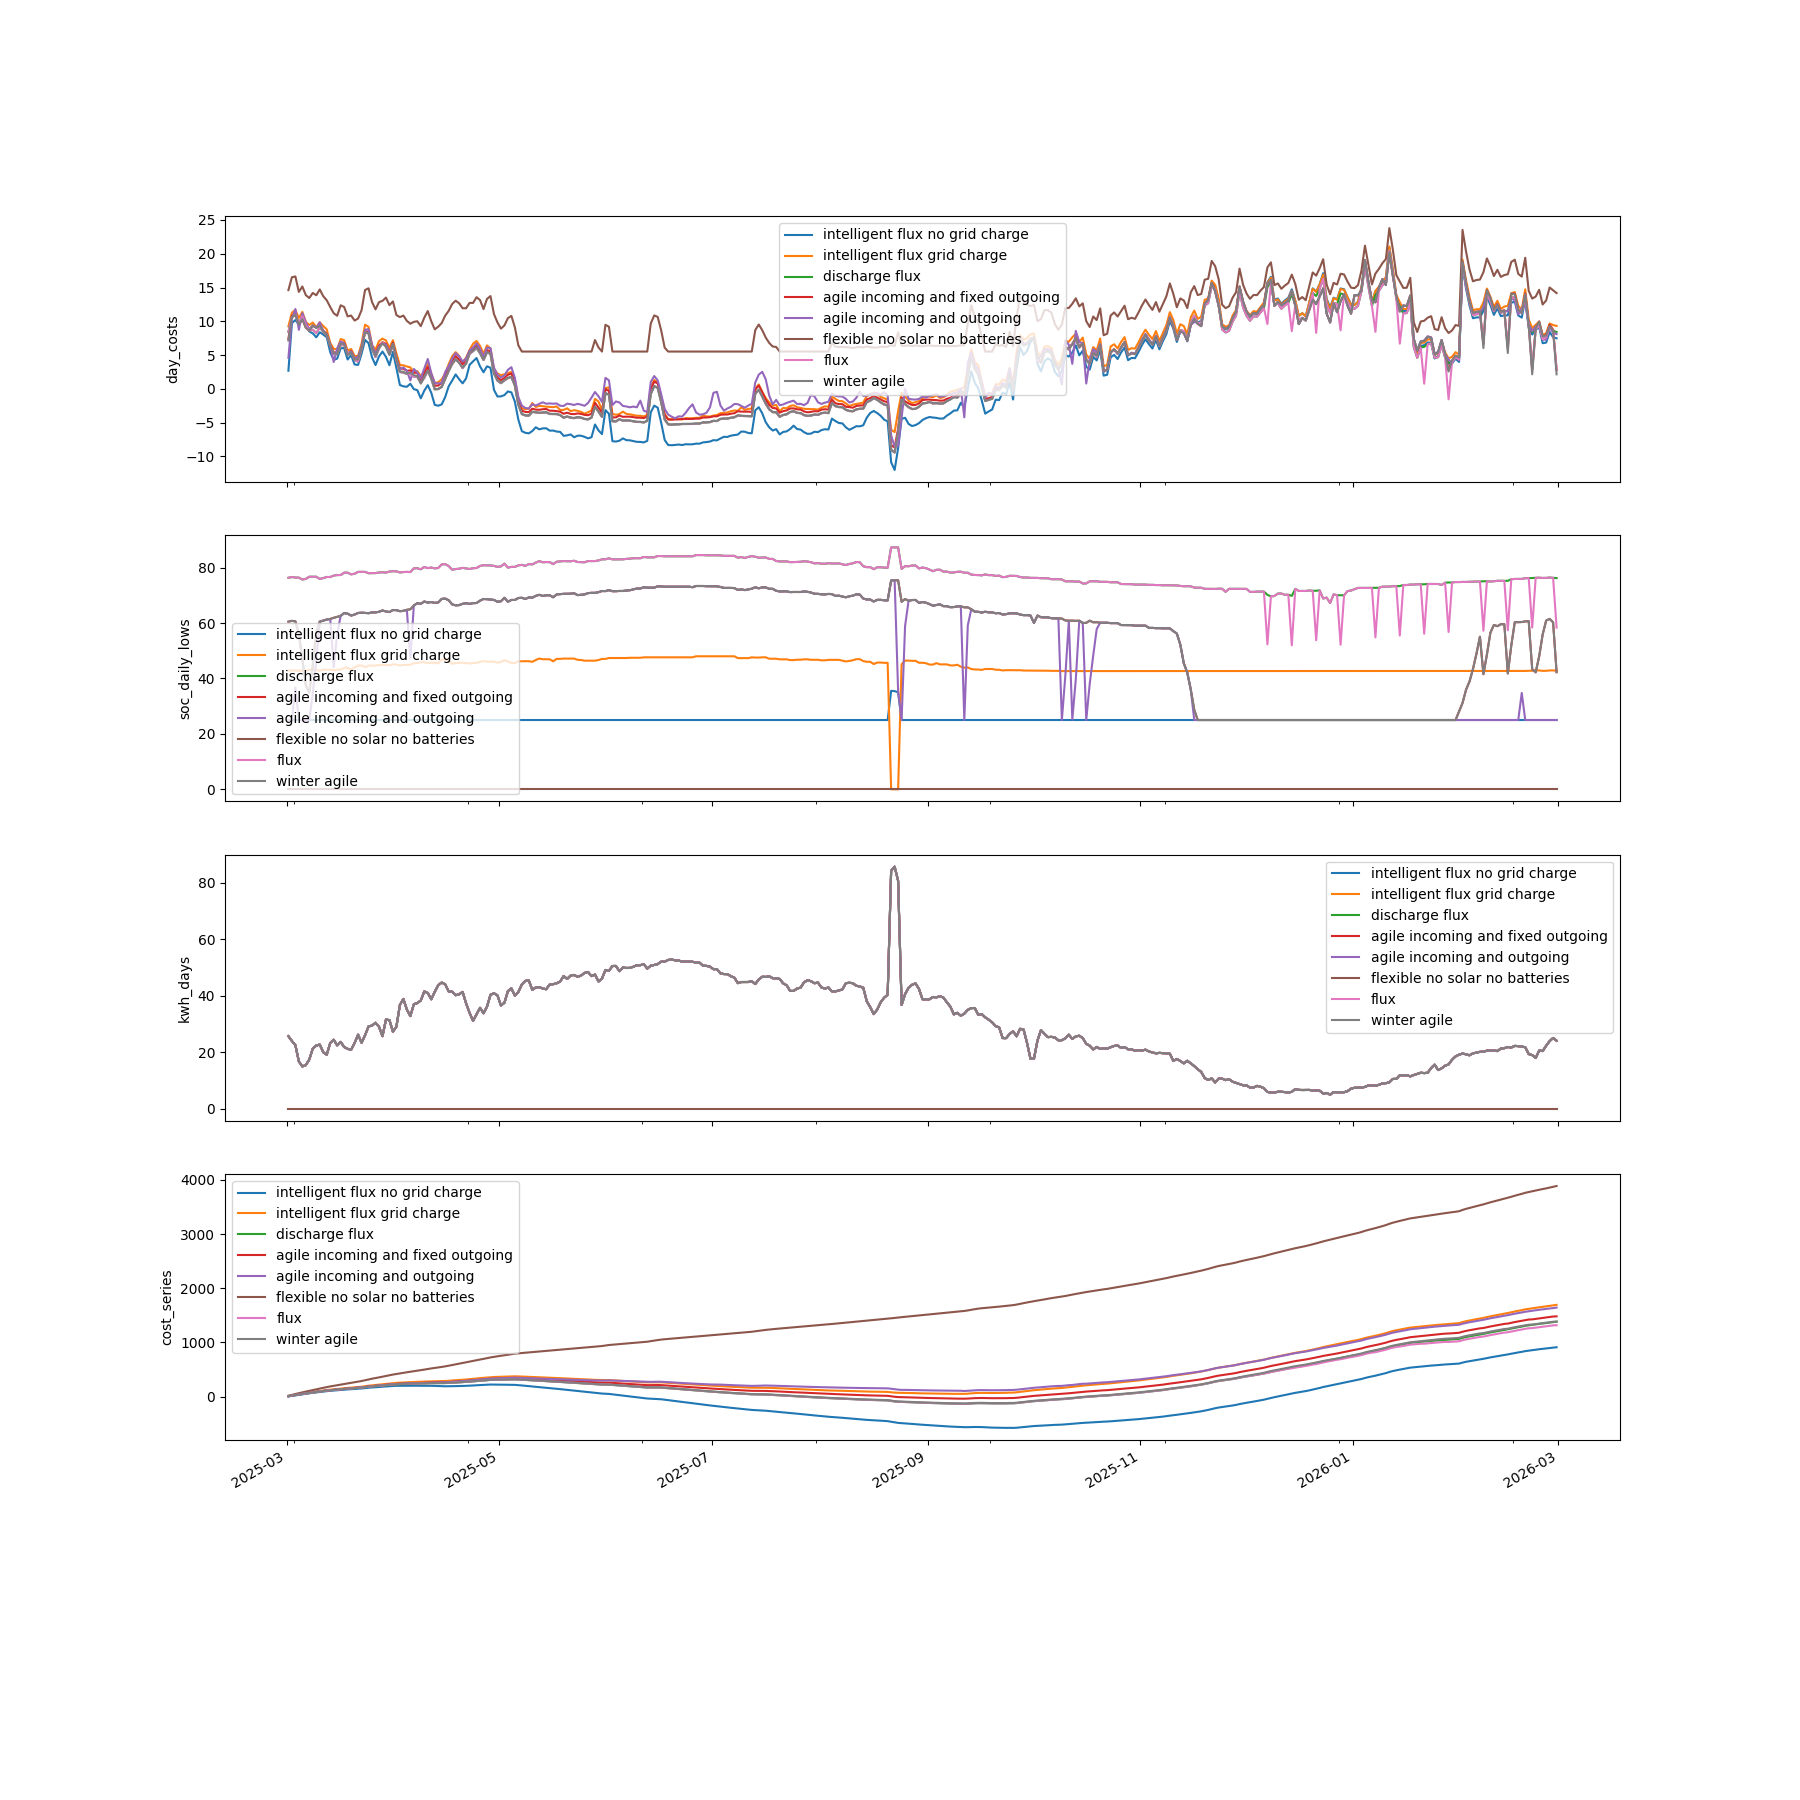 25
20
15
10
5
0
−5
−10
day_costs
intelligent flux no grid charge
intelligent flux grid charge
discharge flux
agile incoming and fixed outgoing
agile incoming and outgoing
flexible no solar no batteries
flux
winter agile
80
60
40
20
0
soc_daily_lows
intelligent flux no grid charge
intelligent flux grid charge
discharge flux
agile incoming and fixed outgoing
agile incoming and outgoing
flexible no solar no batteries
flux
winter agile
80
60
40
20
0
kwh_days
intelligent flux no grid charge
intelligent flux grid charge
discharge flux
agile incoming and fixed outgoing
agile incoming and outgoing
flexible no solar no batteries
flux
winter agile
4000
3000
2000
1000
0
cost_series
intelligent flux no grid charge
intelligent flux grid charge
discharge flux
agile incoming and fixed outgoing
agile incoming and outgoing
flexible no solar no batteries
flux
winter agile
2025-03
2025-05
2025-07
2025-09
2025-11
2026-01
2026-03